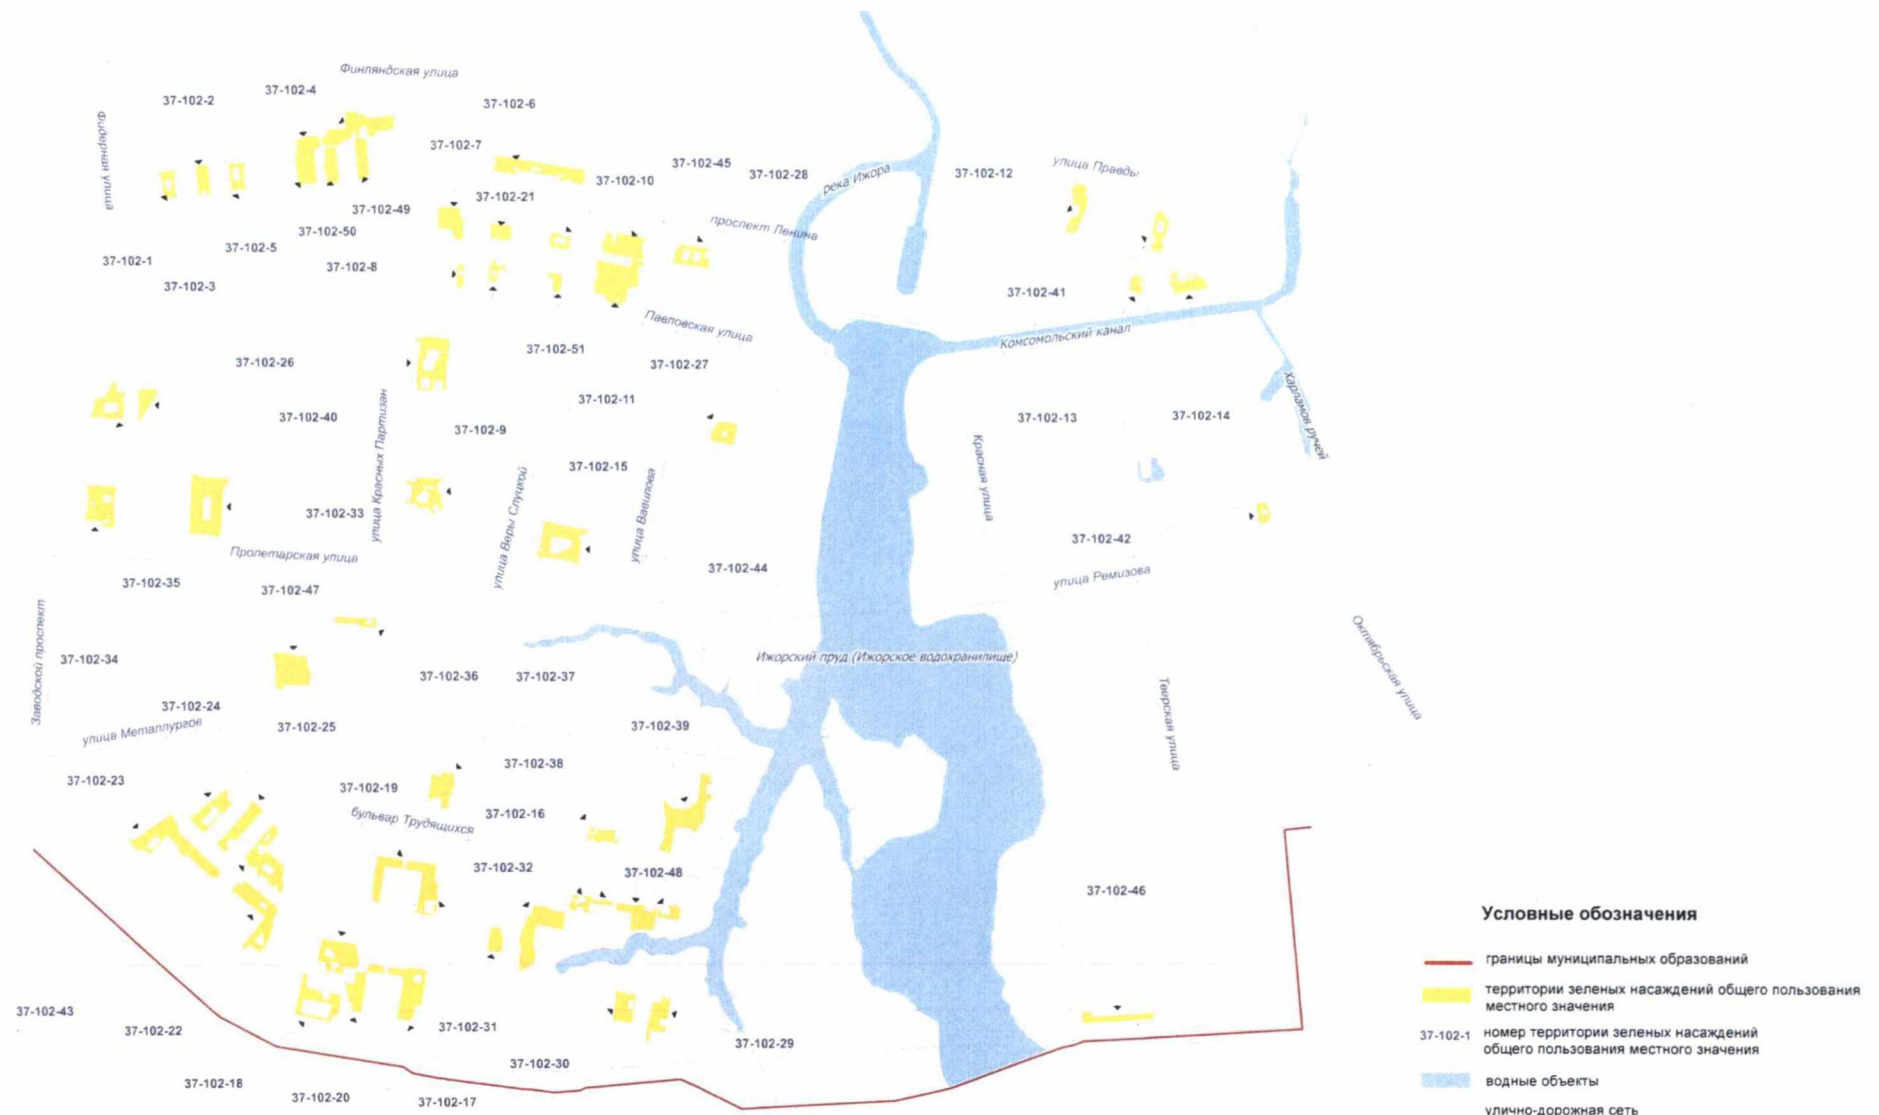 Финляндская улица
37-102-4
37-102-2
37-102-6
Фидерная улица
37-102-7
37-102-45
37-102-28
37-102-12
улица Правды
37-102-10
река Ижора
37-102-21
37-102-49
37-102-50
проспект Ленина
37-102-5
37-102-1
37-102-8
37-102-3
37-102-41
Павловская улица
Комсомольский канал
37-102-51
37-102-26
37-102-27
37-102-11
Харламов ручей
37-102-40
37-102-13
37-102-14
37-102-9
улица Красных Партизан
37-102-15
Красная улица
улица Веры Слуцкой
улица Вавилова
37-102-33
37-102-42
Пролетарская улица
37-102-44
улица Ремизова
37-102-35
37-102-47
Заводской проспект
37-102-34
Ижорский пруд (Ижорское водохранилище)
Октябрьская улица
37-102-36
37-102-37
37-102-24
улица Металлургов
37-102-25
37-102-39
Тверская улица
37-102-38
37-102-23
37-102-19
бульвар Трудящихся
37-102-16
37-102-32
37-102-48
37-102-46
37-102-43
37-102-22
37-102-31
37-102-29
37-102-30
37-102-18
37-102-20
37-102-17
Условные обозначения
границы муниципальных образований
территории зеленых насаждений общего пользования
местного значения
37-102-1 номер территории зеленых насаждений
общего пользования местного значения
водные объекты
улично-дорожная сеть